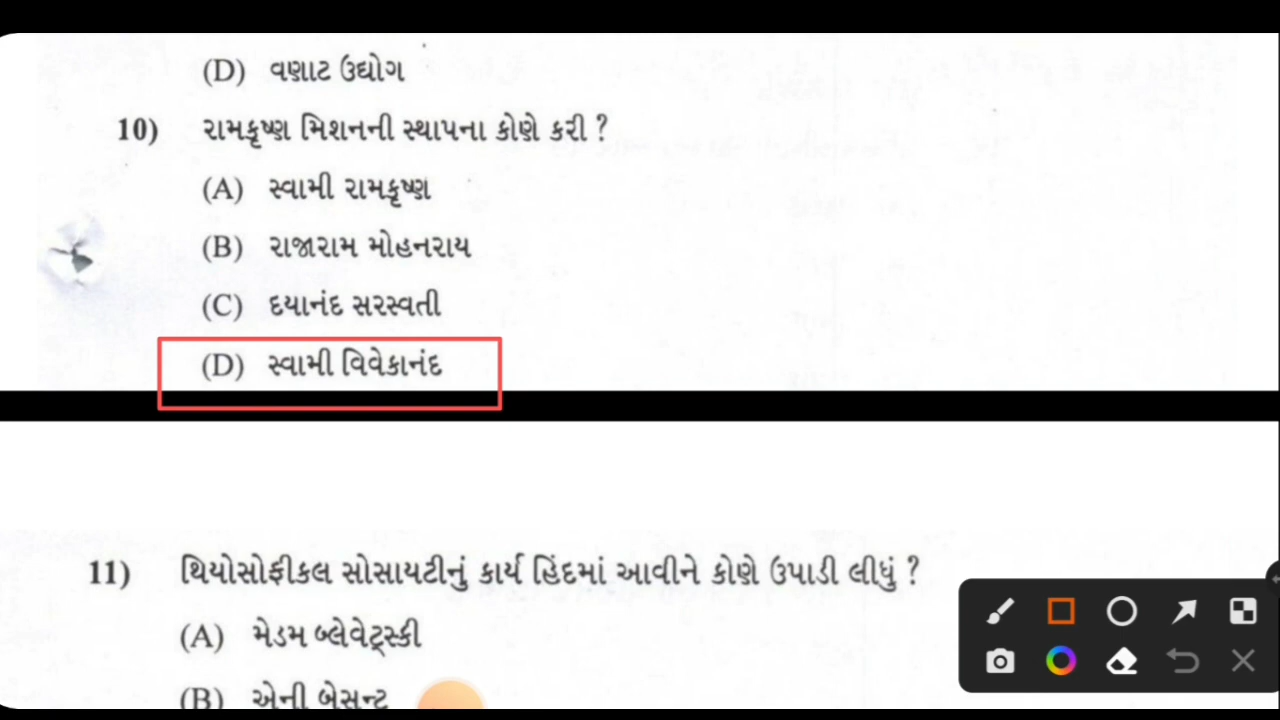 (D) વણાટ ઉદ્યોગ
10) રામકૃષ્ણ મિશનની સ્થાપના કોણે કરી ?
(A) સ્વામી રામકૃષ્ણ
(B) રાજારામ મોહનરાય
(C) દયાનંદ સરસ્વતી
(D) સ્વામી વિવેકાનંદ
11) થિયોસોફીકલ સોસાયટીનું કાર્ય હિંદમાં આવીને કોણે ઉપાડી લીધું ?
(A) મેડમ બ્લેવેટ્સ્કી
(B) એની બેસન્ટ